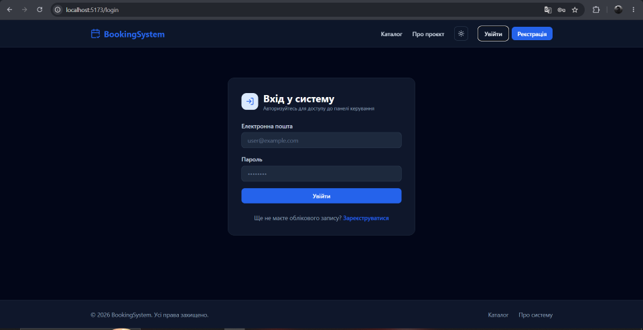 localhost:5173/login
BookingSystem
Каталог
Про проєкт
Увійти
Реєстрація
Вхід у систему
Авторизуйтесь для доступу до панелі керування
Електронна пошта
user@example.com
Пароль
••••••••
Увійти
Ще не маєте облікового запису? Зареєструватися
© 2026 BookingSystem. Усі права захищено.
Каталог
Про систему